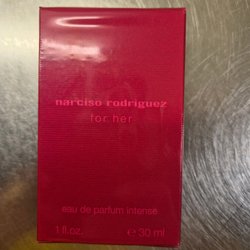 narciso rodriguez
for her
eau de parfum intense
1 fl.oz. ℮ 30 ml